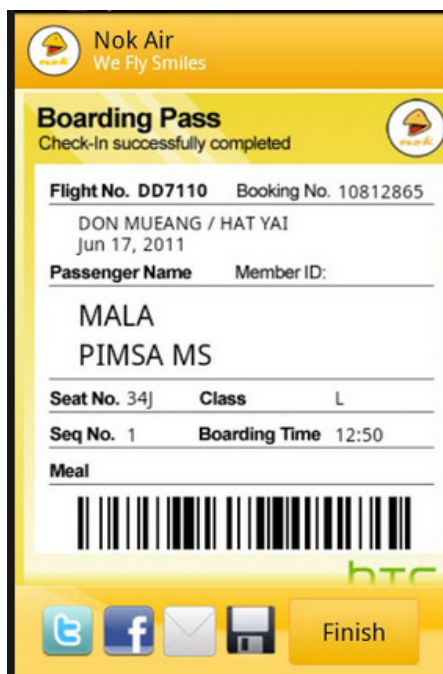 Nok Air
We Fly Smiles
nok
Boarding Pass
Check-In successfully completed
nok
Flight No. DD7110 Booking No. 10812865
DON MUEANG / HAT YAI
Jun 17, 2011
Passenger Name Member ID:
MALA
PIMSA MS
Seat No. 34J Class L
Seq No. 1 Boarding Time 12:50
Meal
hTC
Finish